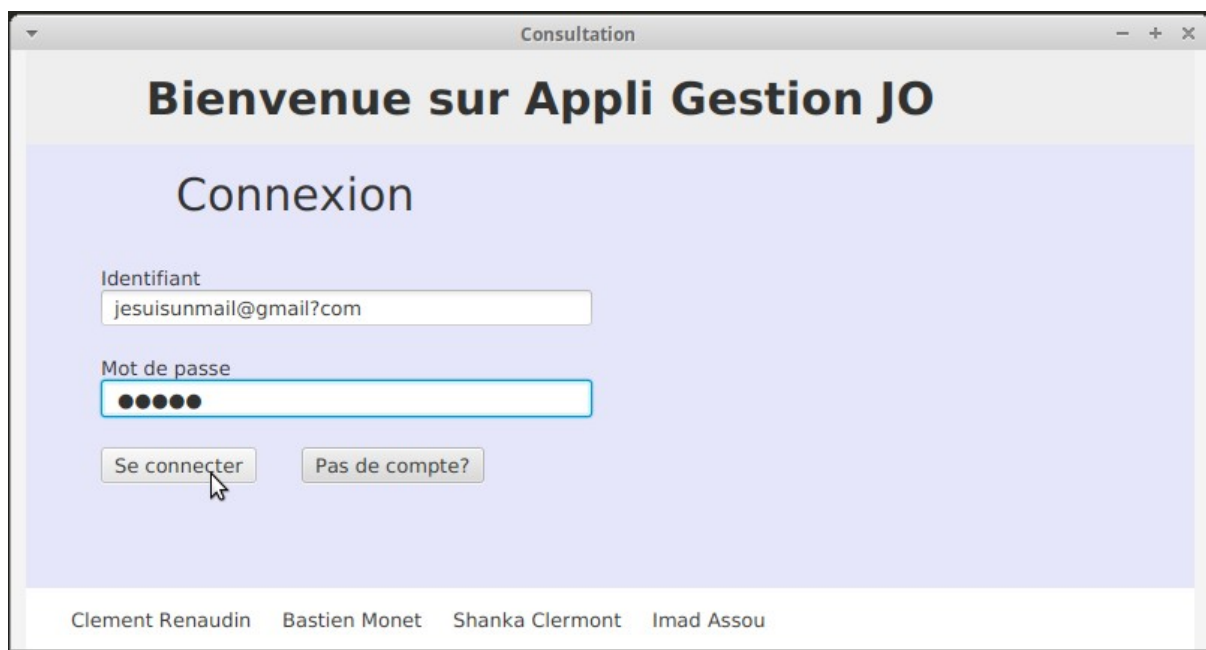 Consultation
Bienvenue sur Appli Gestion JO
Connexion
Identifiant
jesuisunmail@gmail?com
Mot de passe
●●●●●
Se connecter Pas de compte?
Clement Renaudin Bastien Monet Shanka Clermont Imad Assou